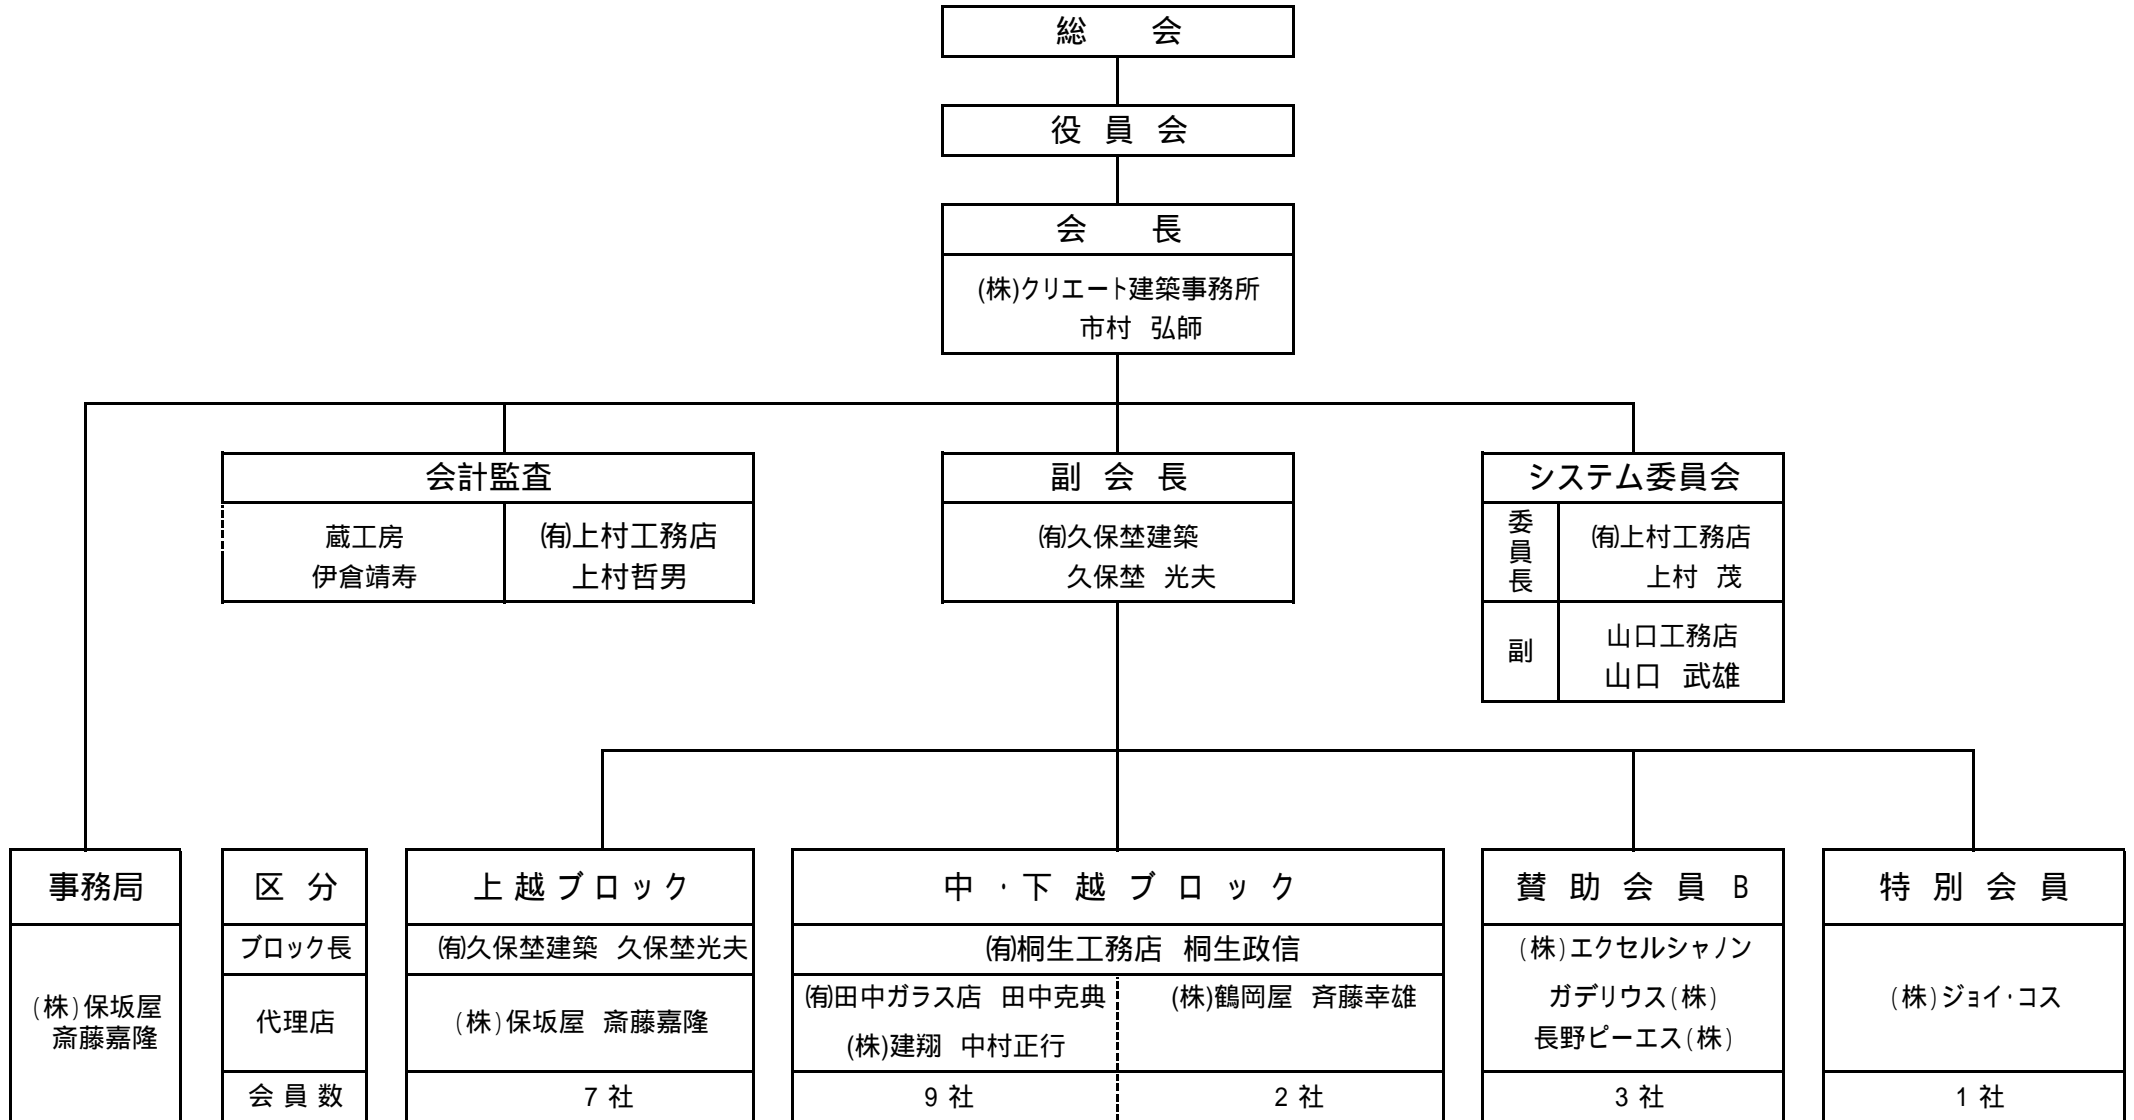 総 会
役 員 会
会 長
(株)クリエート建築事務所
市村 弘師
会計監査
蔵工房
伊倉靖寿
㈲上村工務店
上村哲男
副 会 長
㈲久保埜建築
久保埜 光夫
システム委員会
委員長
㈲上村工務店
上村 茂
副
山口工務店
山口 武雄
事務局
(株)保坂屋
斎藤嘉隆
区 分
ブロック長
代理店
会 員 数
上 越 ブ ロ ッ ク
㈲久保埜建築 久保埜光夫
(株)保坂屋 斎藤嘉隆
7 社
中 ・ 下 越 ブ ロ ッ ク
㈲桐生工務店 桐生政信
㈲田中ガラス店 田中克典
(株)建翔 中村正行
9 社
(株)鶴岡屋 斉藤幸雄
2 社
賛 助 会 員 B
(株)エクセルシャノン
ガデリウス(株)
長野ピーエス(株)
3 社
特 別 会 員
(株)ジョイ・コス
1 社